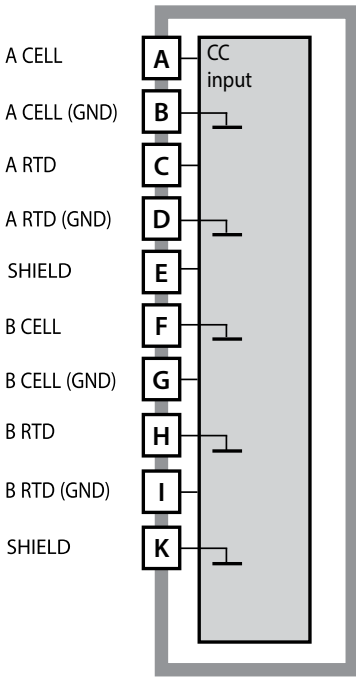 A CELL A CC
input
A CELL (GND) B
A RTD C
A RTD (GND) D
SHIELD E
B CELL F
B CELL (GND) G
B RTD H
B RTD (GND) I
SHIELD K